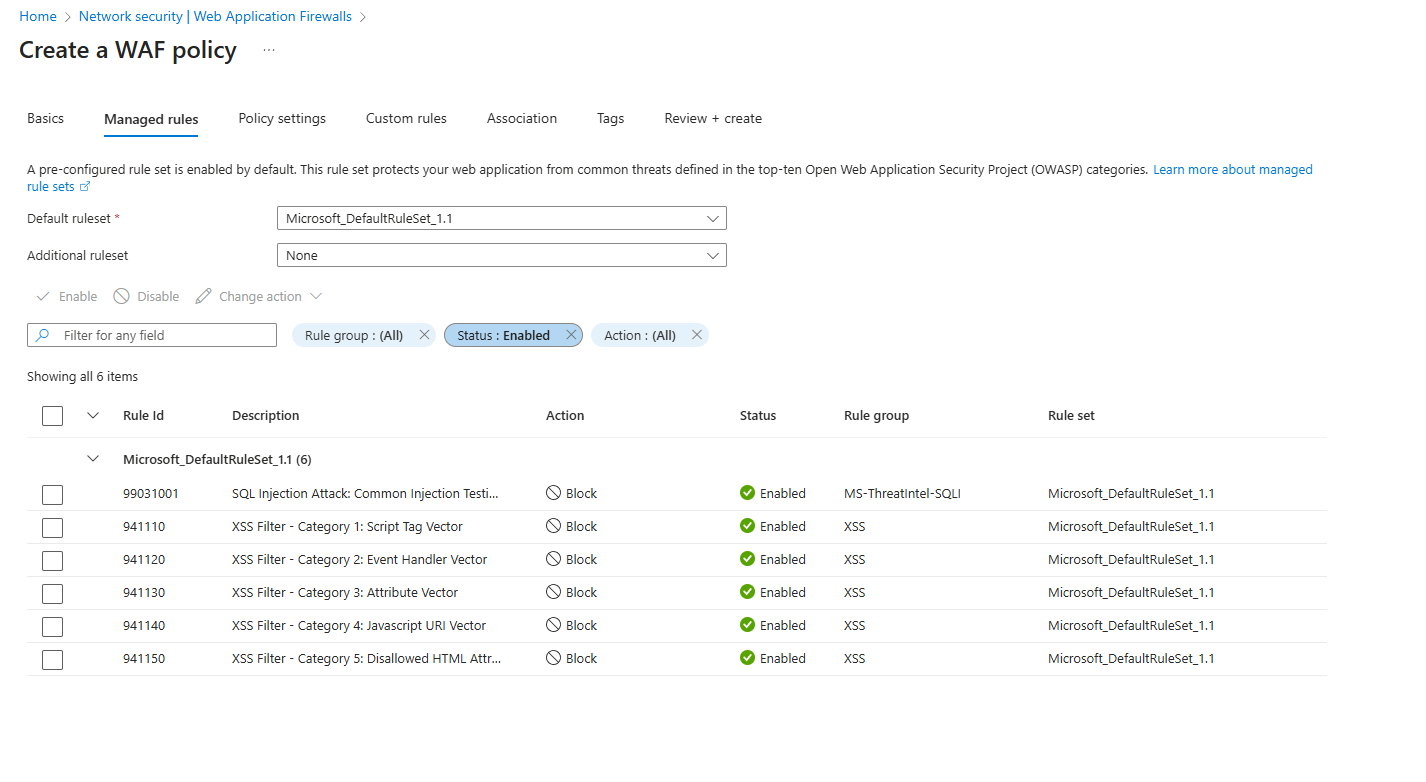 Home > Network security | Web Application Firewalls >
Create a WAF policy ...
Basics Managed rules Policy settings Custom rules Association Tags Review + create
A pre-configured rule set is enabled by default. This rule set protects your web application from common threats defined in the top-ten Open Web Application Security Project (OWASP) categories. Learn more about managed
rule sets
Default ruleset * Microsoft_DefaultRuleSet_1.1
Additional ruleset None
Enable Disable Change action
Filter for any field Rule group : (All) Status : Enabled Action : (All)
Showing all 6 items
Rule Id Description Action Status Rule group Rule set
Microsoft_DefaultRuleSet_1.1 (6)
99031001 SQL Injection Attack: Common Injection Testi... Block Enabled MS-ThreatIntel-SQLI Microsoft_DefaultRuleSet_1.1
941110 XSS Filter - Category 1: Script Tag Vector Block Enabled XSS Microsoft_DefaultRuleSet_1.1
941120 XSS Filter - Category 2: Event Handler Vector Block Enabled XSS Microsoft_DefaultRuleSet_1.1
941130 XSS Filter - Category 3: Attribute Vector Block Enabled XSS Microsoft_DefaultRuleSet_1.1
941140 XSS Filter - Category 4: Javascript URI Vector Block Enabled XSS Microsoft_DefaultRuleSet_1.1
941150 XSS Filter - Category 5: Disallowed HTML Attr... Block Enabled XSS Microsoft_DefaultRuleSet_1.1